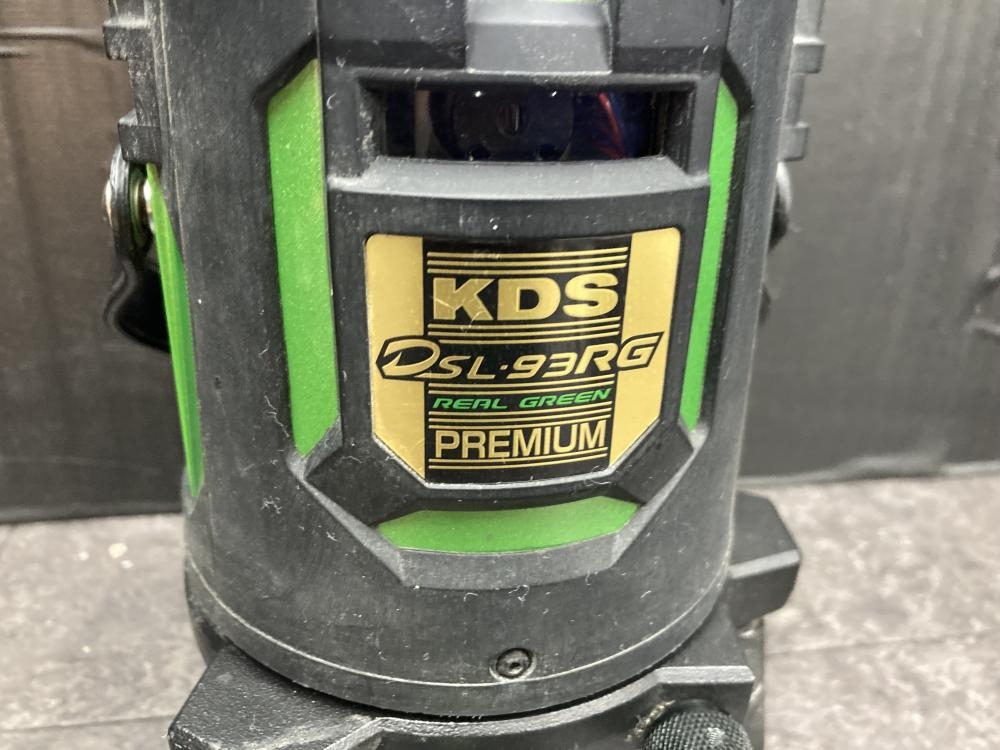 KDS
DSL-93RG
REAL GREEN
PREMIUM